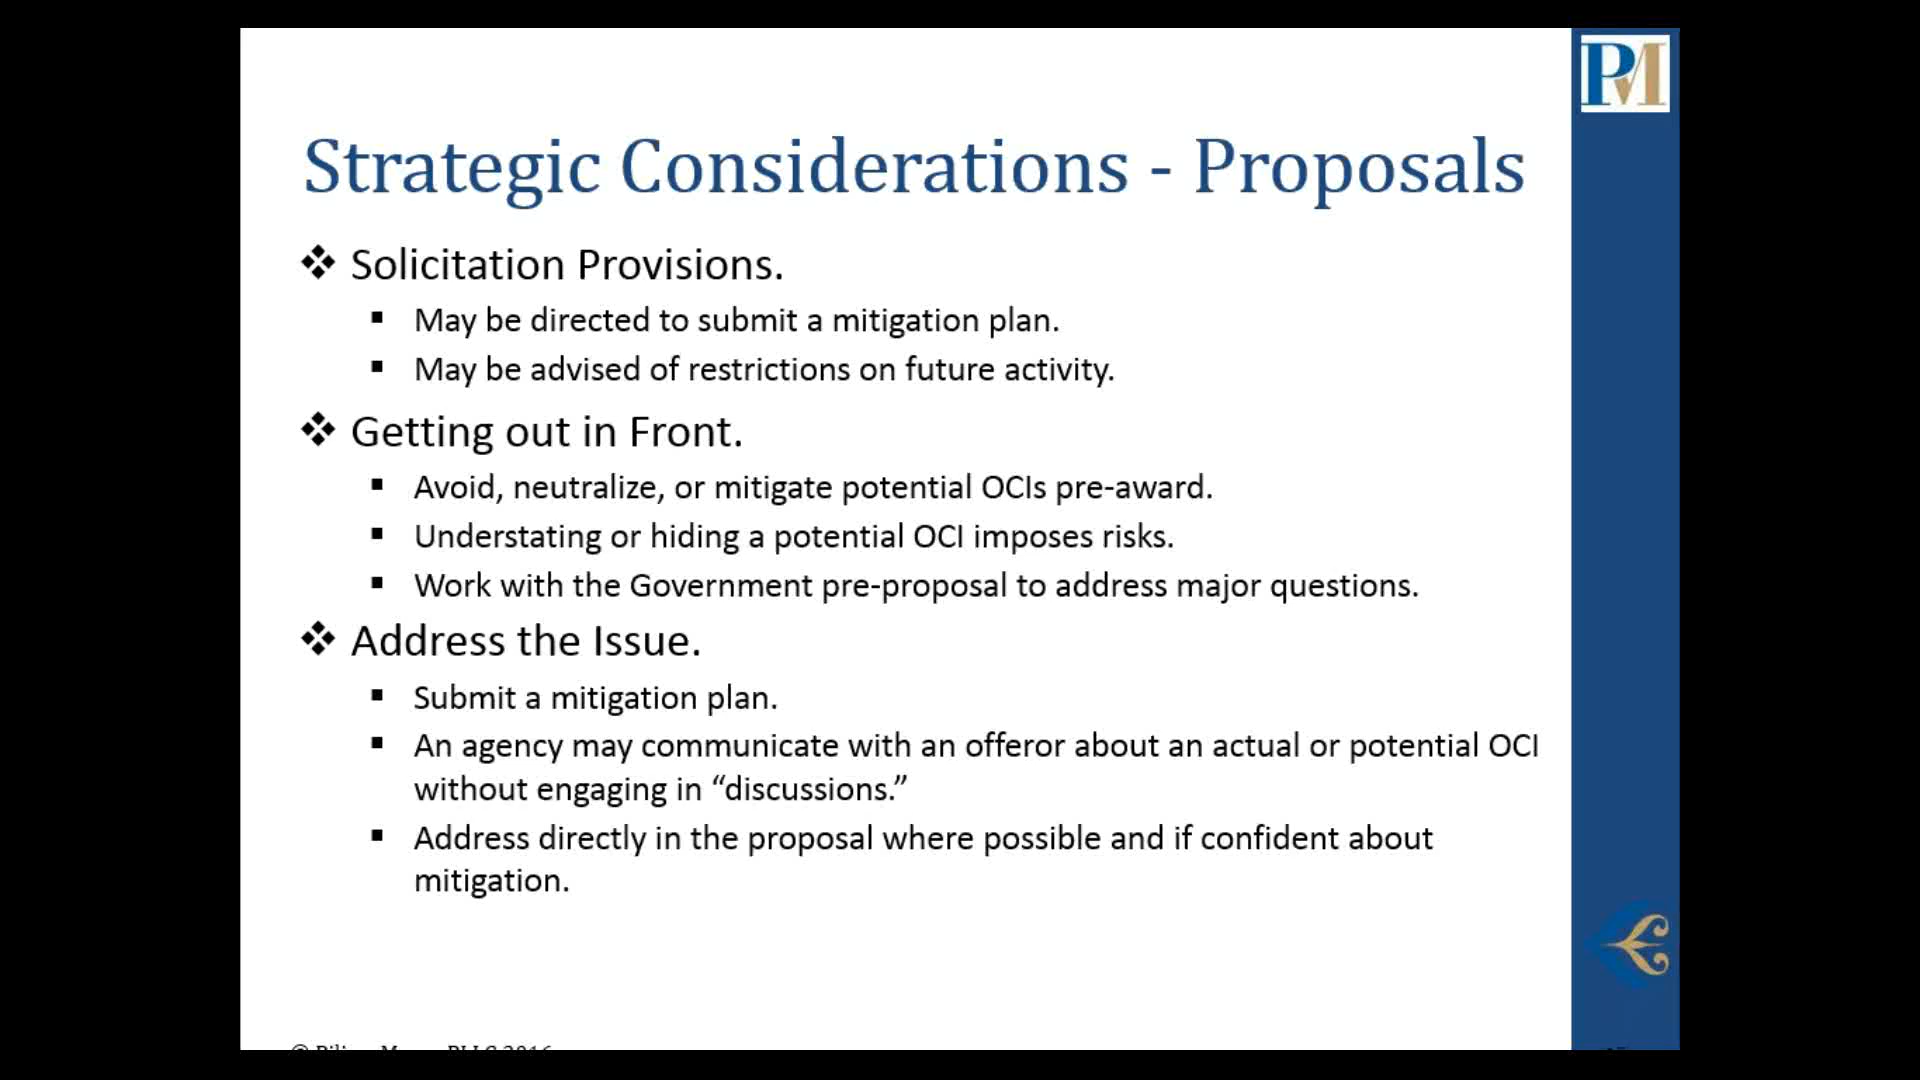 PM
Strategic Considerations - Proposals
❖ Solicitation Provisions.
▪ May be directed to submit a mitigation plan.
▪ May be advised of restrictions on future activity.
❖ Getting out in Front.
▪ Avoid, neutralize, or mitigate potential OCIs pre-award.
▪ Understating or hiding a potential OCI imposes risks.
▪ Work with the Government pre-proposal to address major questions.
❖ Address the Issue.
▪ Submit a mitigation plan.
▪ An agency may communicate with an offeror about an actual or potential OCI
without engaging in “discussions.”
▪ Address directly in the proposal where possible and if confident about
mitigation.
© PLLC 2016